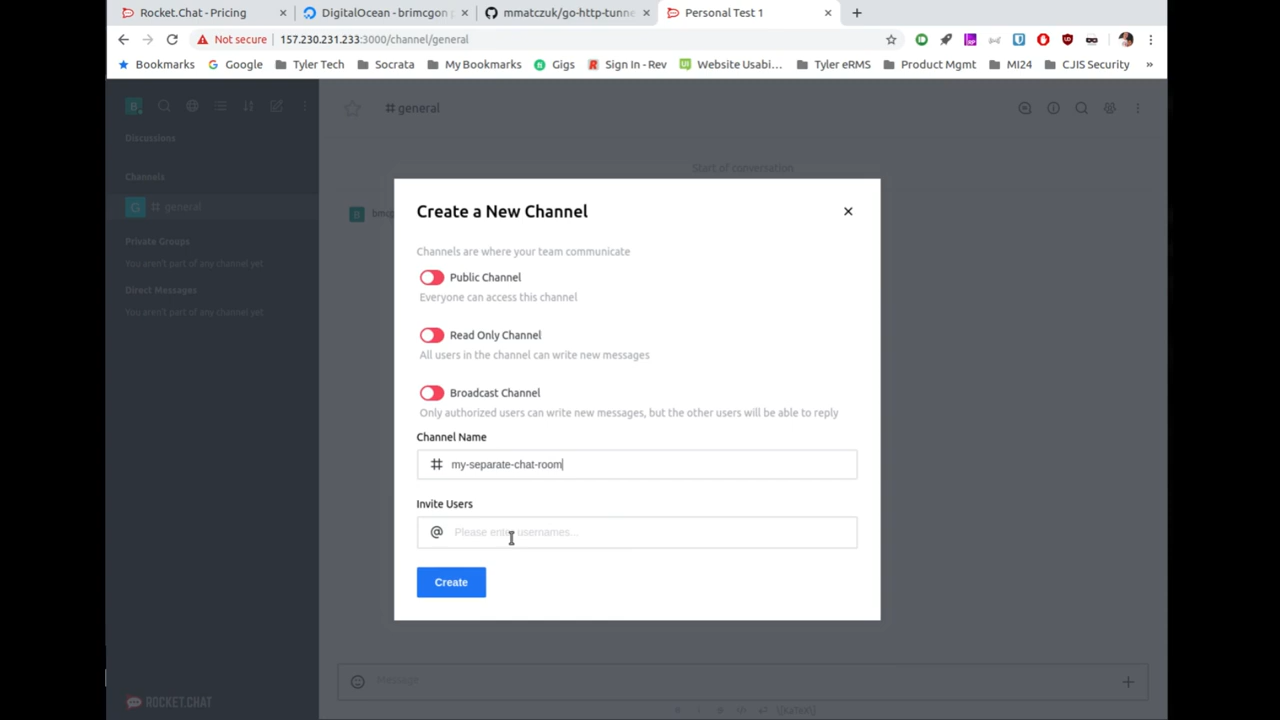 Rocket.Chat - Pricing
DigitalOcean - brimcgon
mmatczuk/go-http-tunne
Personal Test 1
Not secure 157.230.231.233:3000/channel/general
Bookmarks Google Tyler Tech Socrata My Bookmarks Gigs Sign In - Rev Website Usabi... Tyler eRMS Product Mgmt MI24 CJIS Security »
B
# general
Discussions
Channels
G # general
Private Groups
You aren't part of any channel yet
Direct Messages
You aren't part of any channel yet
Start of conversation
B
Create a New Channel
Channels are where your team communicate
Public Channel
Everyone can access this channel
Read Only Channel
All users in the channel can write new messages
Broadcast Channel
Only authorized users can write new messages, but the other users will be able to reply
Channel Name
# my-separate-chat-room
Invite Users
@ Please enter usernames...
Create
Message
ROCKET.CHAT